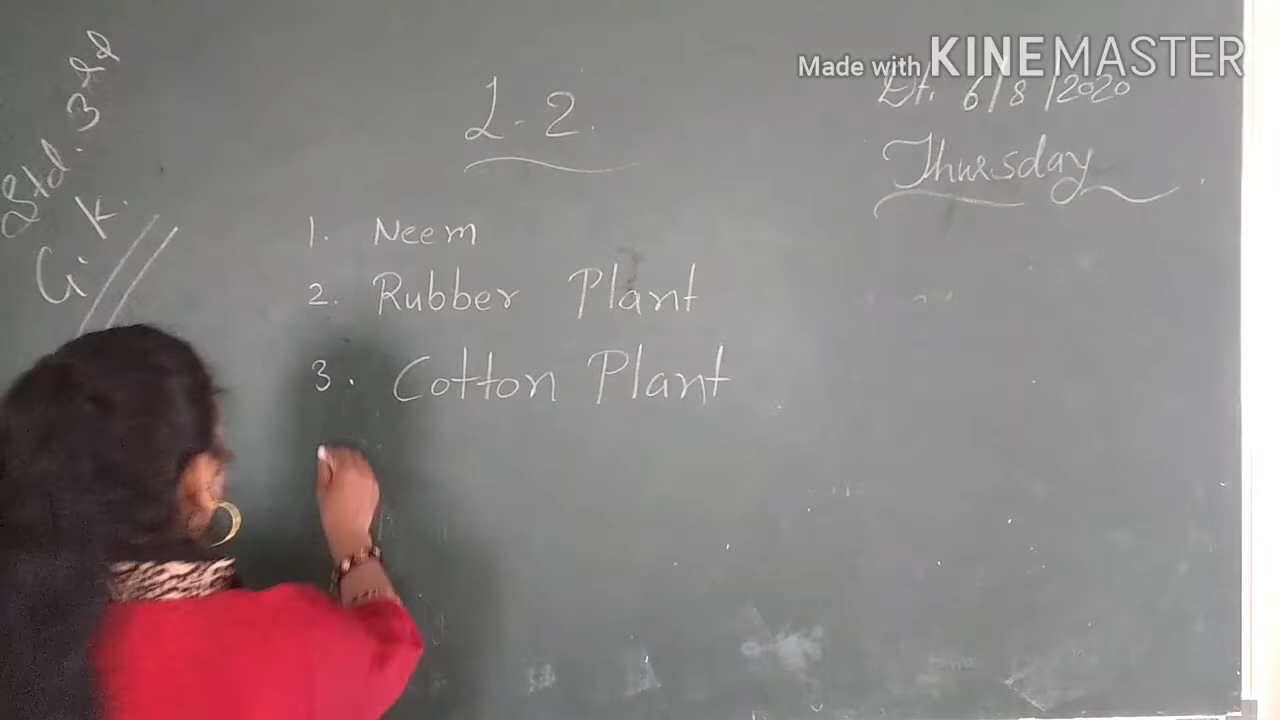 Made with KINEMASTER
Std. 3rd
G. K.
L-2.
Dt. 6/8/2020
Thursday
1. Neem
2. Rubber Plant
3. Cotton Plant